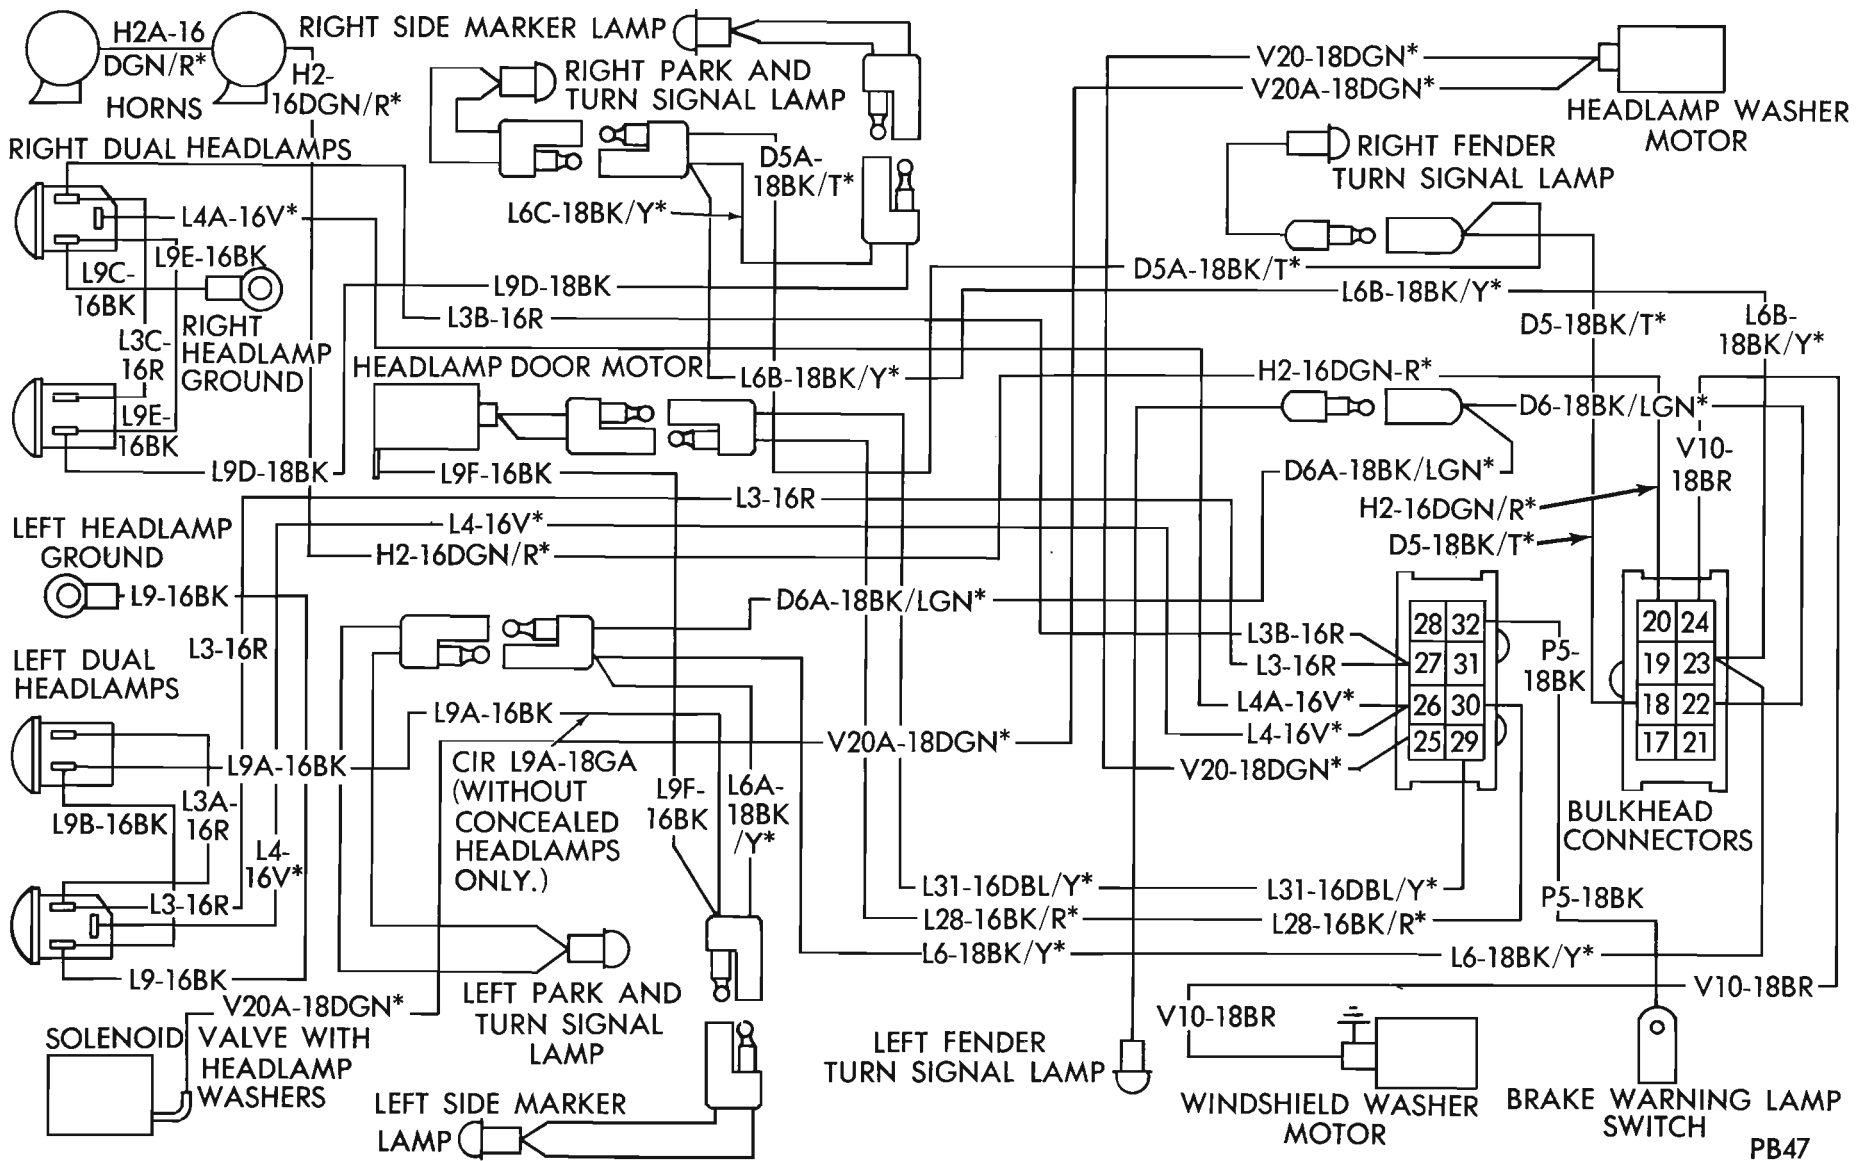 H2A-16
DGN/R*
HORNS
H2-
16DGN/R*
RIGHT SIDE MARKER LAMP
RIGHT PARK AND
TURN SIGNAL LAMP
V20-18DGN*
V20A-18DGN*
HEADLAMP WASHER
MOTOR
RIGHT DUAL HEADLAMPS
D5A-
18BK/T*
RIGHT FENDER
TURN SIGNAL LAMP
L4A-16V*
L6C-18BK/Y*
L9E-16BK
L9C-
16BK
L9D-18BK
D5A-18BK/T*
L6B-18BK/Y*
L3B-16R
D5-18BK/T*
L6B-
18BK/Y*
L3C-
16R
RIGHT
HEADLAMP
GROUND
HEADLAMP DOOR MOTOR
L6B-18BK/Y*
H2-16DGN-R*
L9E-
16BK
D6-18BK/LGN*
V10-
18BR
L9D-18BK
L9F-16BK
D6A-18BK/LGN*
L3-16R
H2-16DGN/R*
LEFT HEADLAMP
GROUND
L4-16V*
H2-16DGN/R*
D5-18BK/T*
L9-16BK
D6A-18BK/LGN*
L3-16R
L3B-16R
L3-16R
L4A-16V*
L4-16V*
V20-18DGN*
28 32
27 31
26 30
25 29
P5-
18BK
20 24
19 23
18 22
17 21
LEFT DUAL
HEADLAMPS
L9A-16BK
V20A-18DGN*
L9A-16BK
CIR L9A-18GA
(WITHOUT
CONCEALED
HEADLAMPS
ONLY.)
L9F-
16BK
L6A-
18BK
/Y*
BULKHEAD
CONNECTORS
L9B-16BK
L3A-
16R
L4-
16V*
L3-16R
L31-16DBL/Y*
L31-16DBL/Y*
P5-18BK
L28-16BK/R*
L28-16BK/R*
L6-18BK/Y*
L6-18BK/Y*
L9-16BK
V20A-18DGN*
LEFT PARK AND
TURN SIGNAL
LAMP
V10-18BR
V10-18BR
SOLENOID VALVE WITH
HEADLAMP
WASHERS
LEFT FENDER
TURN SIGNAL LAMP
LEFT SIDE MARKER
LAMP
WINDSHIELD WASHER
MOTOR
BRAKE WARNING LAMP
SWITCH
PB47